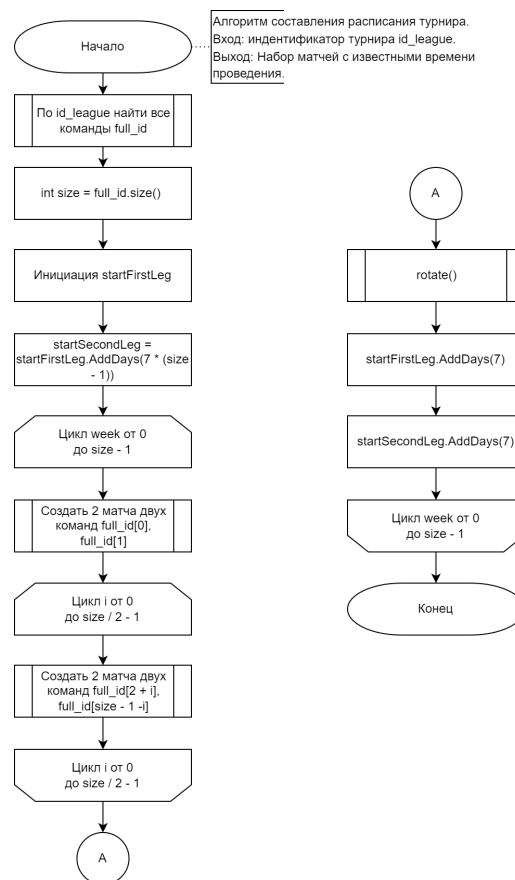 Начало
Алгоритм составления расписания турнира.
Вход: индентификатор турнира id_league.
Выход: Набор матчей с известными времени
проведения.
По id_league найти все
команды full_id
int size = full_id.size()
Инициация startFirstLeg
startSecondLeg =
startFirstLeg.AddDays(7 * (size
- 1))
Цикл week от 0
до size - 1
Создать 2 матча двух
команд full_id[0],
full_id[1]
Цикл i от 0
до size / 2 - 1
Создать 2 матча двух
команд full_id[2 + i],
full_id[size - 1 -i]
Цикл i от 0
до size / 2 - 1
A
A
rotate()
startFirstLeg.AddDays(7)
startSecondLeg.AddDays(7)
Цикл week от 0
до size - 1
Конец